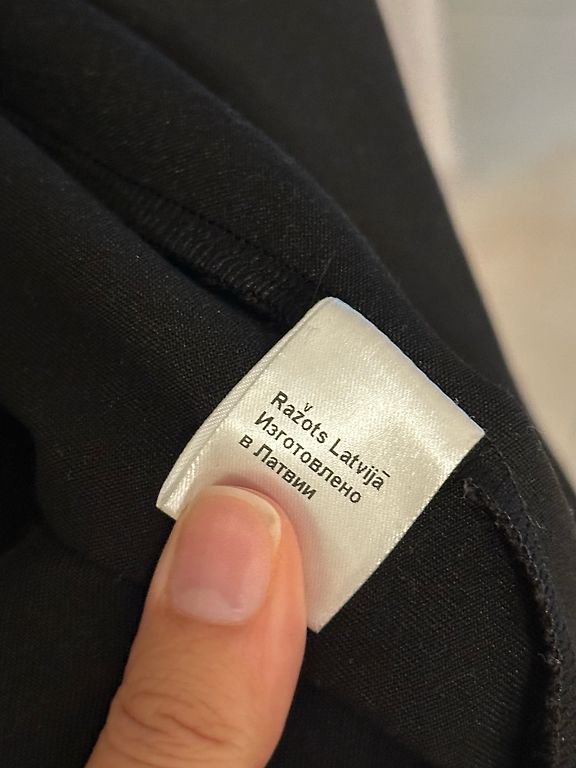 Ražots Latvijā
Изготовлено
в Латвии